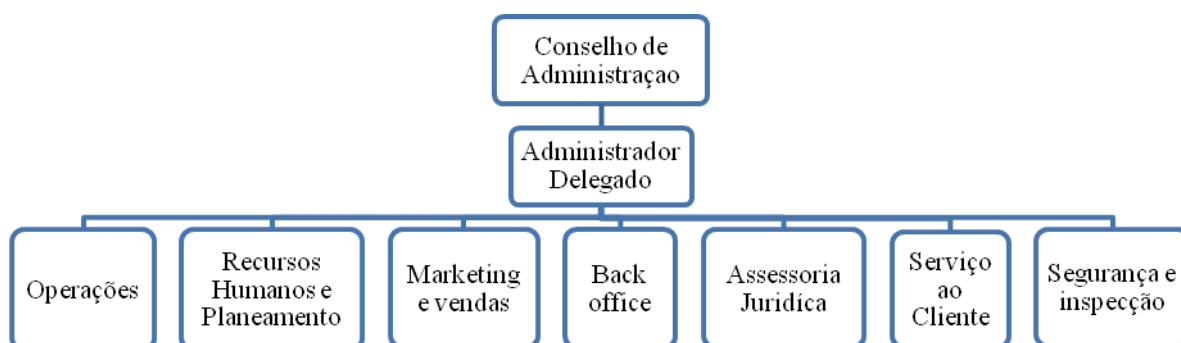 Conselho de
Administraçao
Administrador
Delegado
Operações
Recursos
Humanos e
Planeamento
Marketing
e vendas
Back
office
Assessoria
Juridíca
Serviço
ao
Cliente
Segurança e
inspecção